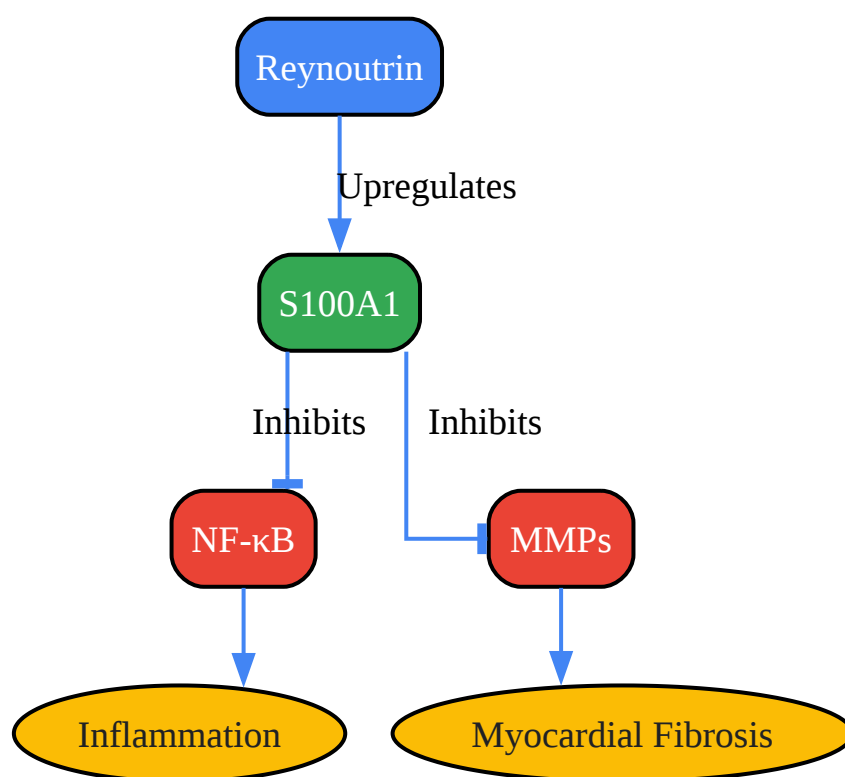 Reynoutrin
Upregulates
S100A1
Inhibits
Inhibits
NF-κB
MMPs
Inflammation
Myocardial Fibrosis